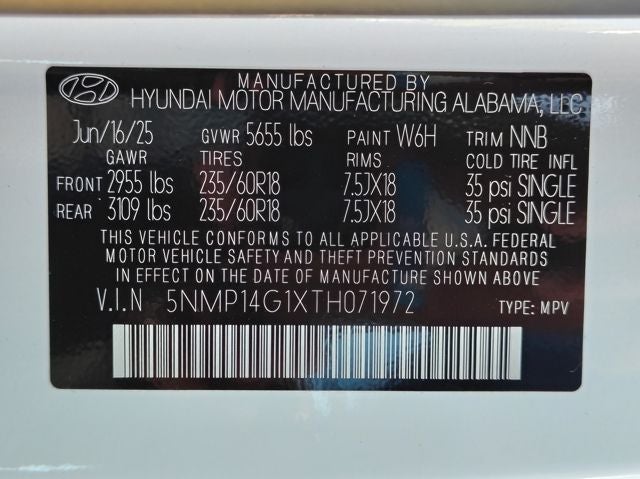 MANUFACTURED BY
HYUNDAI MOTOR MANUFACTURING ALABAMA, LLC
Jun/16/25 GVWR 5655 lbs PAINT W6H TRIM NNB
GAWR TIRES RIMS COLD TIRE INFL
FRONT 2955 lbs 235/60R18 7.5JX18 35 psi SINGLE
REAR 3109 lbs 235/60R18 7.5JX18 35 psi SINGLE
THIS VEHICLE CONFORMS TO ALL APPLICABLE U.S.A. FEDERAL
MOTOR VEHICLE SAFETY AND THEFT PREVENTION STANDARDS
IN EFFECT ON THE DATE OF MANUFACTURE SHOWN ABOVE
V.I.N 5NMP14G1XTH071972 TYPE: MPV